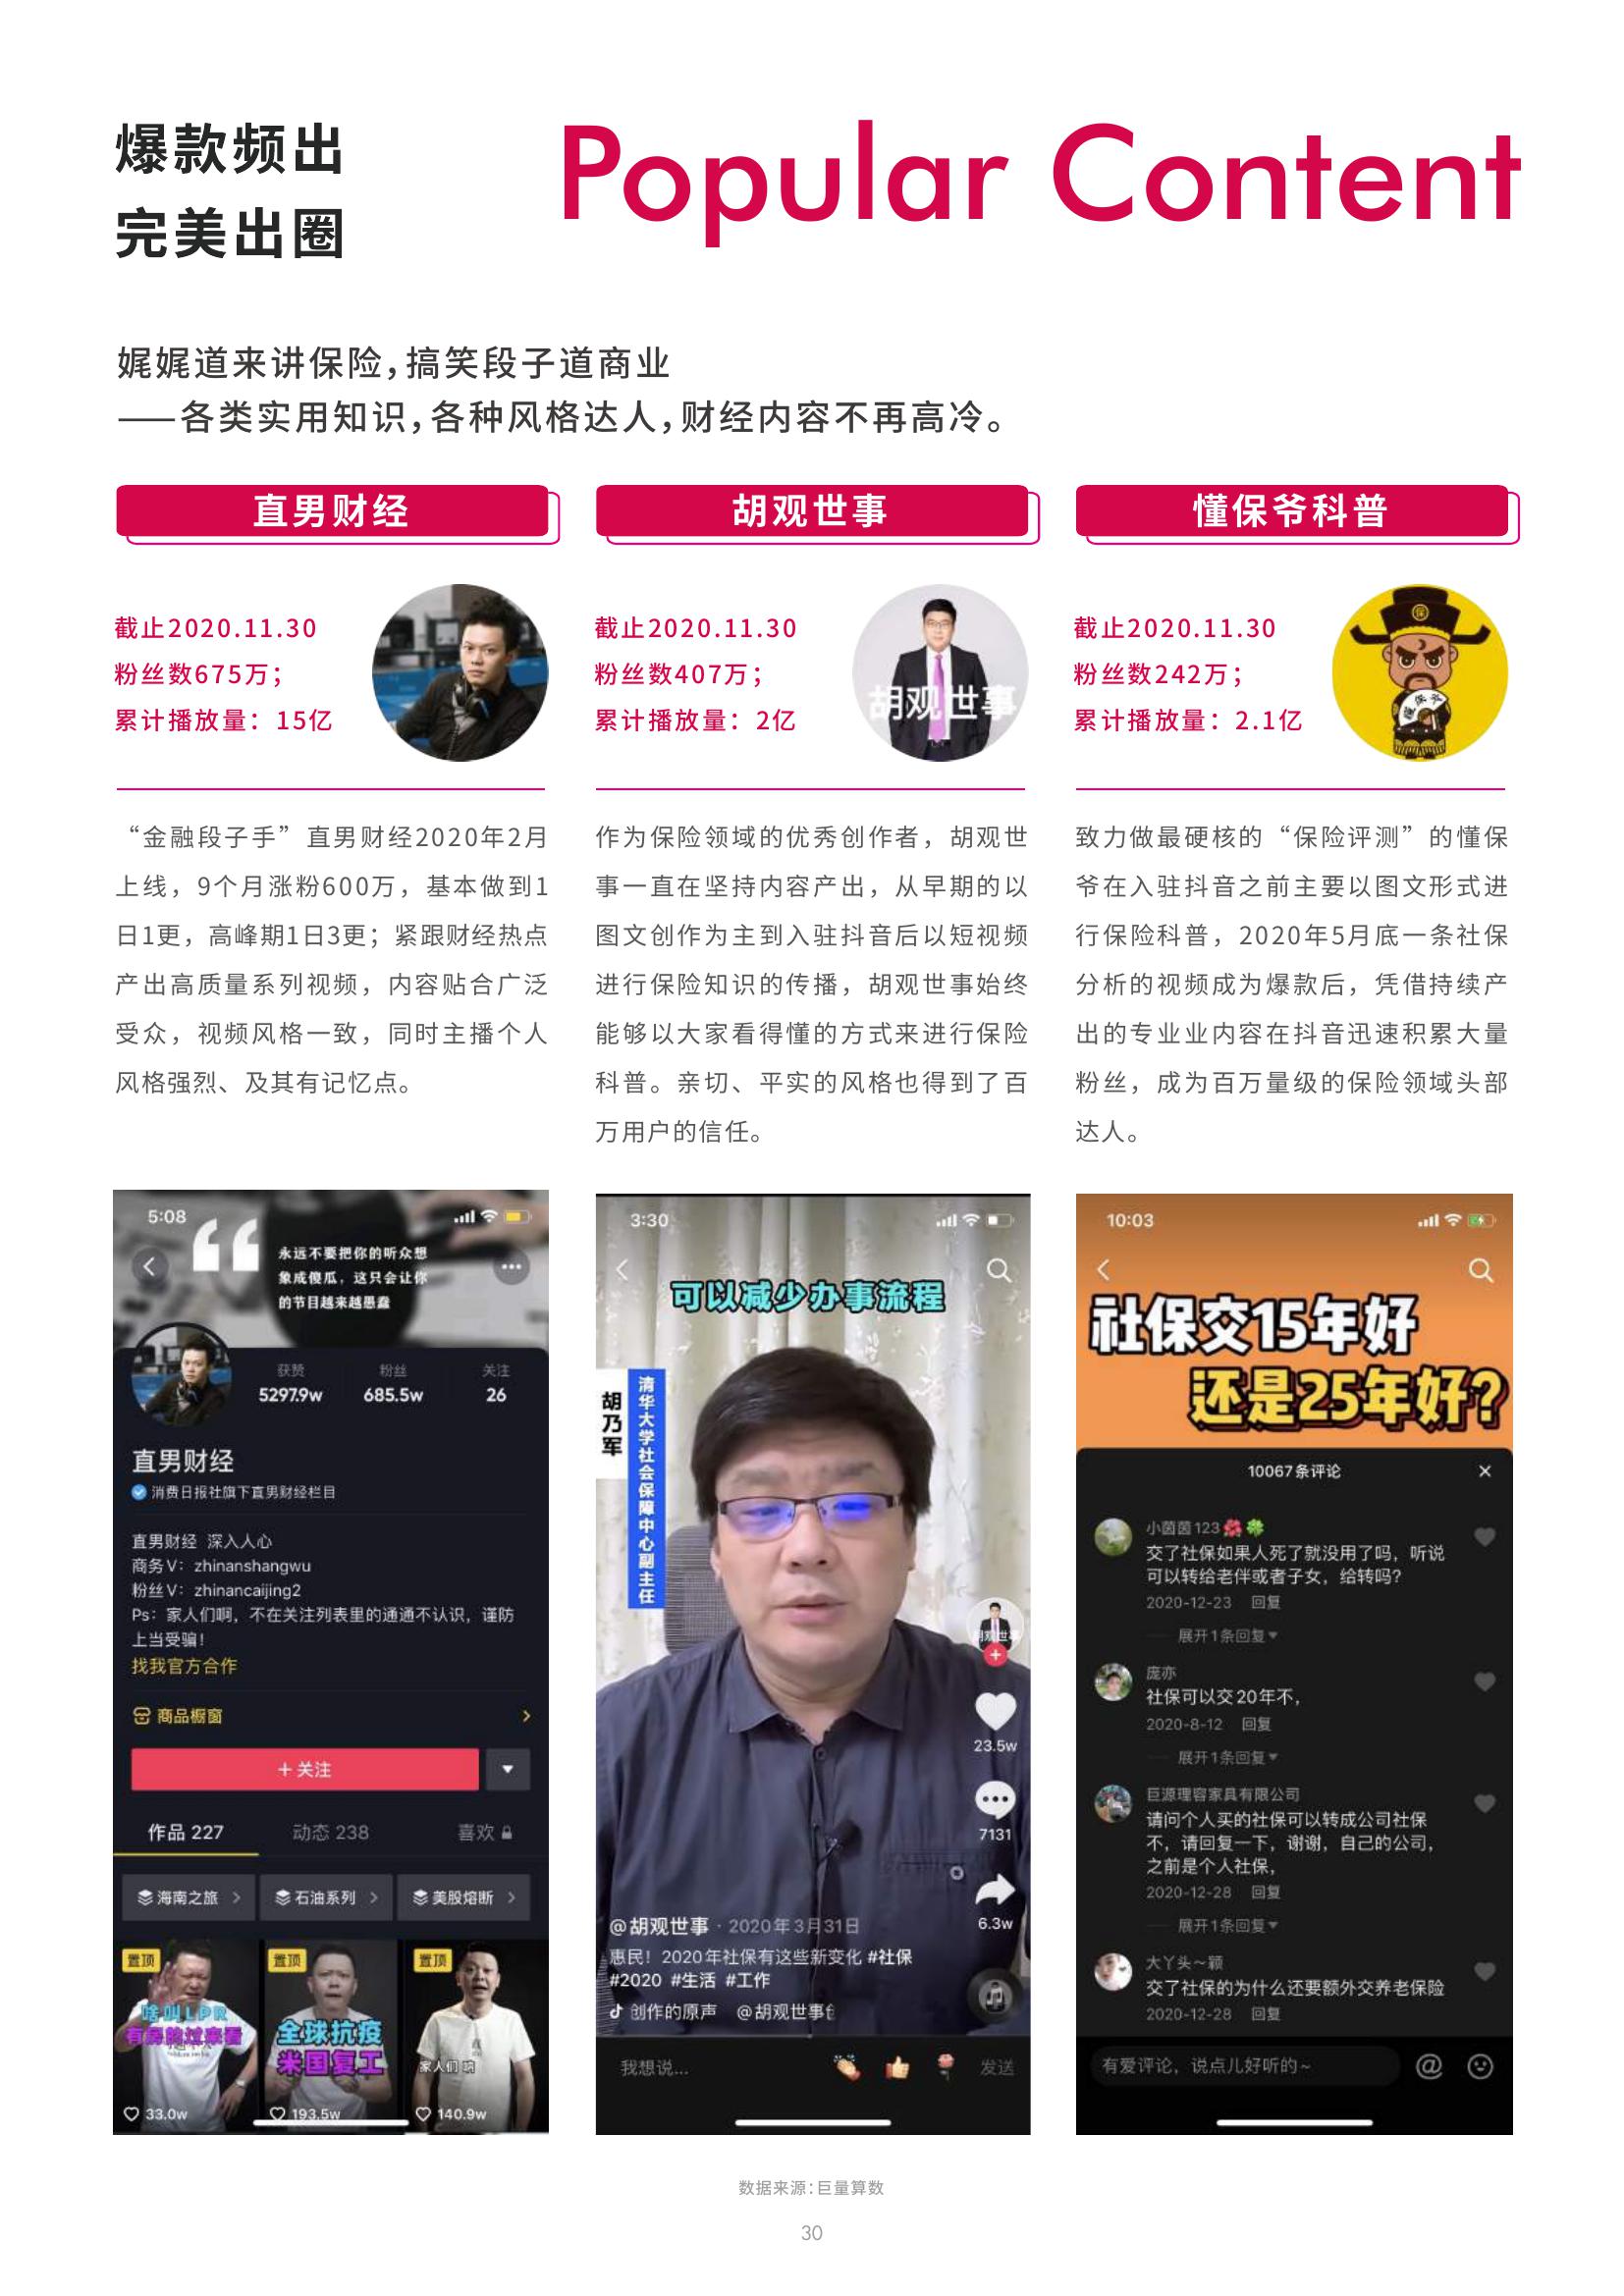 爆款频出
完美出圈
Popular Content
娓娓道来讲保险，搞笑段子道商业
——各类实用知识，各种风格达人，财经内容不再高冷。
直男财经
截止2020.11.30
粉丝数675万；
累计播放量：15亿
“金融段子手”直男财经2020年2月
上线，9个月涨粉600万，基本做到1
日1更，高峰期1日3更；紧跟财经热点
产出高质量系列视频，内容贴合广泛
受众，视频风格一致，同时主播个人
风格强烈、及其有记忆点。
胡观世事
截止2020.11.30
粉丝数407万；
累计播放量：2亿
胡观世事
作为保险领域的优秀创作者，胡观世
事一直在坚持内容产出，从早期的以
图文创作为主到入驻抖音后以短视频
进行保险知识的传播，胡观世事始终
能够以大家看得懂的方式来进行保险
科普。亲切、平实的风格也得到了百
万用户的信任。
懂保爷科普
截止2020.11.30
粉丝数242万；
累计播放量：2.1亿
保
懂保爷
致力做最硬核的“保险评测”的懂保
爷在入驻抖音之前主要以图文形式进
行保险科普，2020年5月底一条社保
分析的视频成为爆款后，凭借持续产
出的专业业内容在抖音迅速积累大量
粉丝，成为百万量级的保险领域头部
达人。
5:08
永远不要把你的听众想
象成傻瓜，这只会让你
的节目越来越愚蠢
获赞 粉丝 关注
5297.9w 685.5w 26
直男财经
消费日报社旗下直男财经栏目
直男财经 深入人心
商务V：zhinanshangwu
粉丝V：zhinancaijing2
Ps：家人们啊，不在关注列表里的通通不认识，谨防
上当受骗！
找我官方合作
商品橱窗
+ 关注
作品 227 动态 238 喜欢
海南之旅 石油系列 美股熔断
置顶 置顶 置顶
啥叫LPR
有房的过来看
全球抗疫
米国复工
家人们 呐
33.0w 193.5w 140.9w
3:30
可以减少办事流程
胡乃军
清华大学社会保障中心副主任
23.5w
7131
6.3w
@胡观世事 · 2020年3月31日
惠民！2020年社保有这些新变化 #社保
#2020 #生活 #工作
创作的原声 @胡观世事
我想说... 发送
10:03
社保交15年好
还是25年好?
10067条评论
小茵茵123
交了社保如果人死了就没用了吗，听说
可以转给老伴或者子女，给转吗？
2020-12-23 回复
展开1条回复
庞亦
社保可以交20年不，
2020-8-12 回复
展开1条回复
巨源理容家具有限公司
请问个人买的社保可以转成公司社保
不，请回复一下，谢谢，自己的公司，
之前是个人社保，
2020-12-28 回复
展开1条回复
大丫头～颖
交了社保的为什么还要额外交养老保险
2020-12-28 回复
有爱评论，说点儿好听的～
数据来源：巨量算数
30